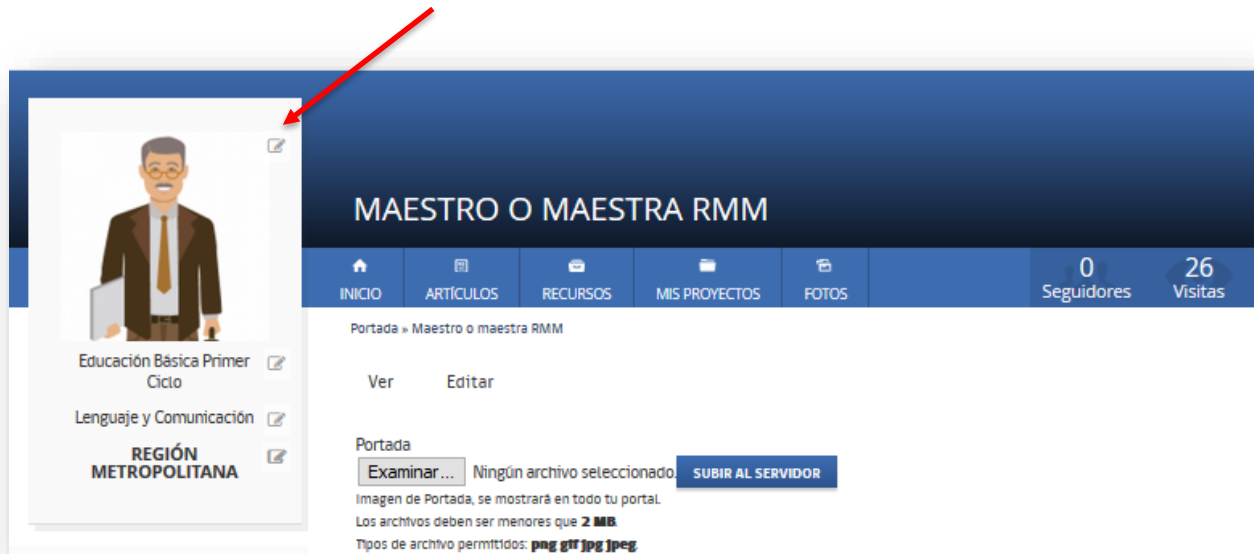 MAESTRO O MAESTRA RMM
INICIO
ARTÍCULOS
RECURSOS
MIS PROYECTOS
FOTOS
0
Seguidores
26
Visitas
Educación Básica Primer
Ciclo
Lenguaje y Comunicación
REGIÓN
METROPOLITANA
Portada » Maestro o maestra RMM
Ver
Editar
Portada
Examinar... Ningún archivo seleccionado. SUBIR AL SERVIDOR
Imagen de Portada, se mostrará en todo tu portal.
Los archivos deben ser menores que 2 MB.
Tipos de archivo permitidos: png gif jpg jpeg.